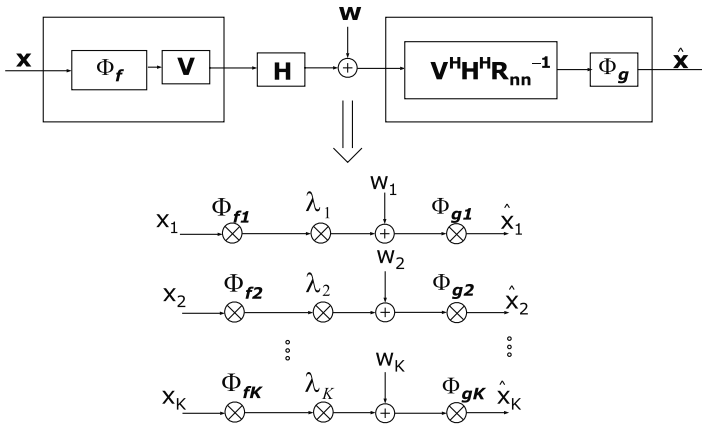 w
x Φf V H + VᴴHᴴRnn⁻¹ Φg x̂
x1 Φf1 λ1 w1 + Φg1 x̂1
x2 Φf2 λ2 w2 + Φg2 x̂2
xK ΦfK λK wK + ΦgK x̂K